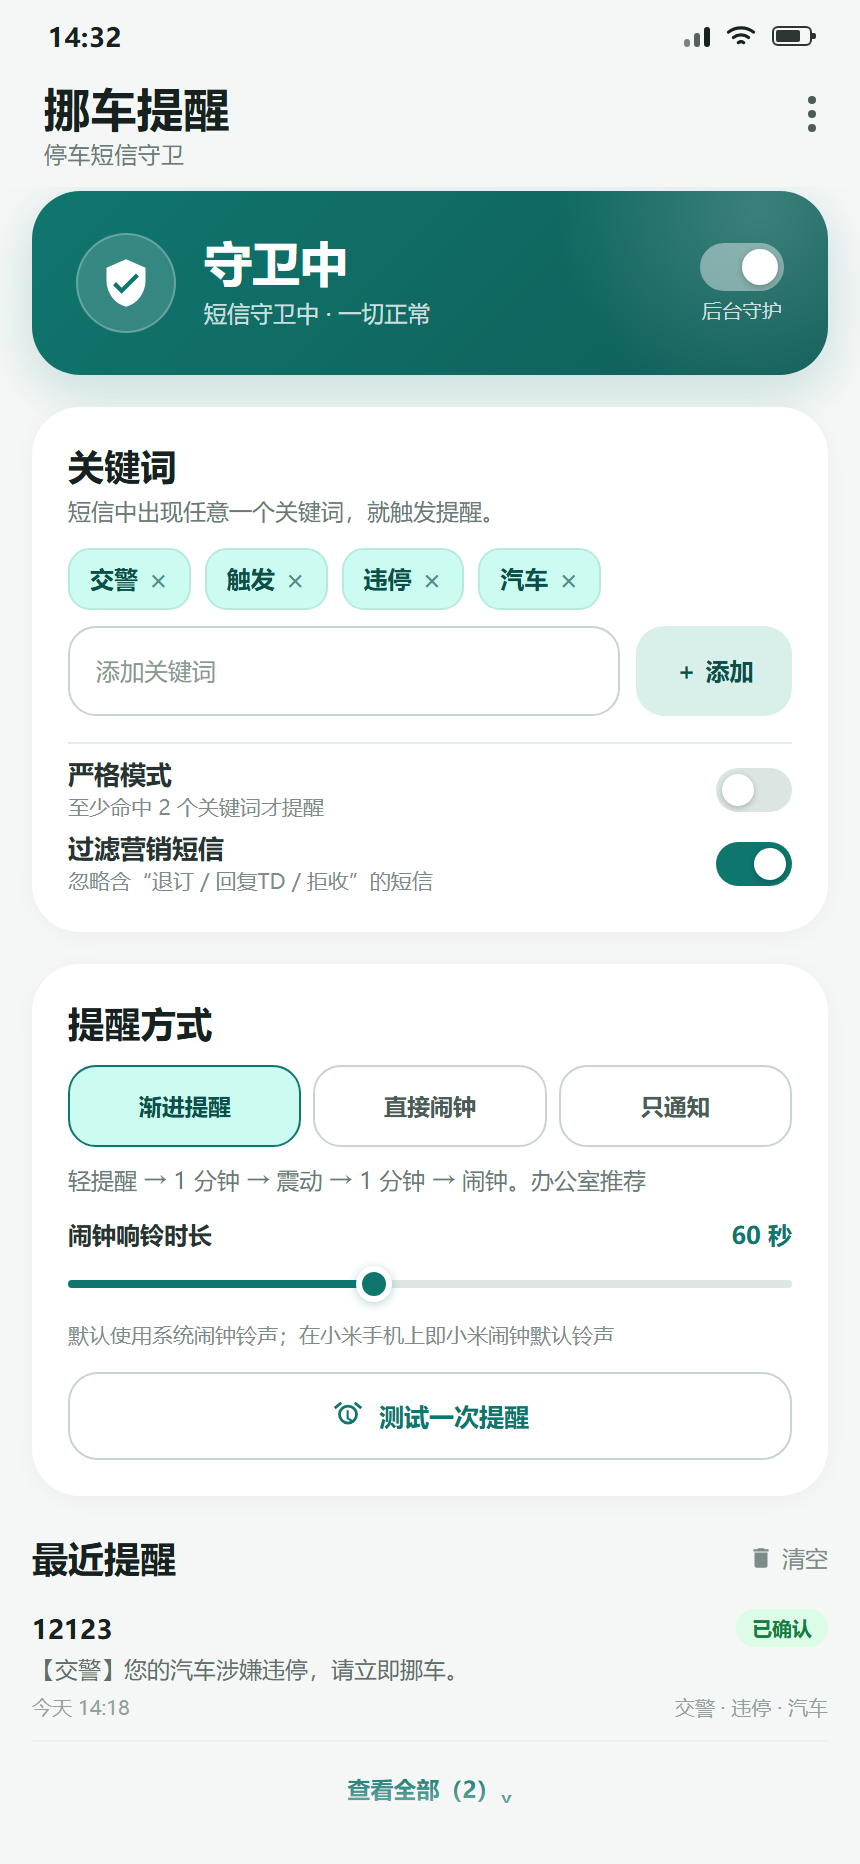 14:32
挪车提醒
停车短信守卫
守卫中
短信守卫中 · 一切正常
后台守护
关键词
短信中出现任意一个关键词，就触发提醒。
交警 × 触发 × 违停 × 汽车 ×
添加关键词
+ 添加
严格模式
至少命中 2 个关键词才提醒
过滤营销短信
忽略含“退订 / 回复TD / 拒收”的短信
提醒方式
渐进提醒 直接闹钟 只通知
轻提醒 → 1 分钟 → 震动 → 1 分钟 → 闹钟。办公室推荐
闹钟响铃时长 60 秒
默认使用系统闹钟铃声；在小米手机上即小米闹钟默认铃声
测试一次提醒
最近提醒 清空
12123 已确认
【交警】您的汽车涉嫌违停，请立即挪车。
今天 14:18 交警 · 违停 · 汽车
查看全部（2）